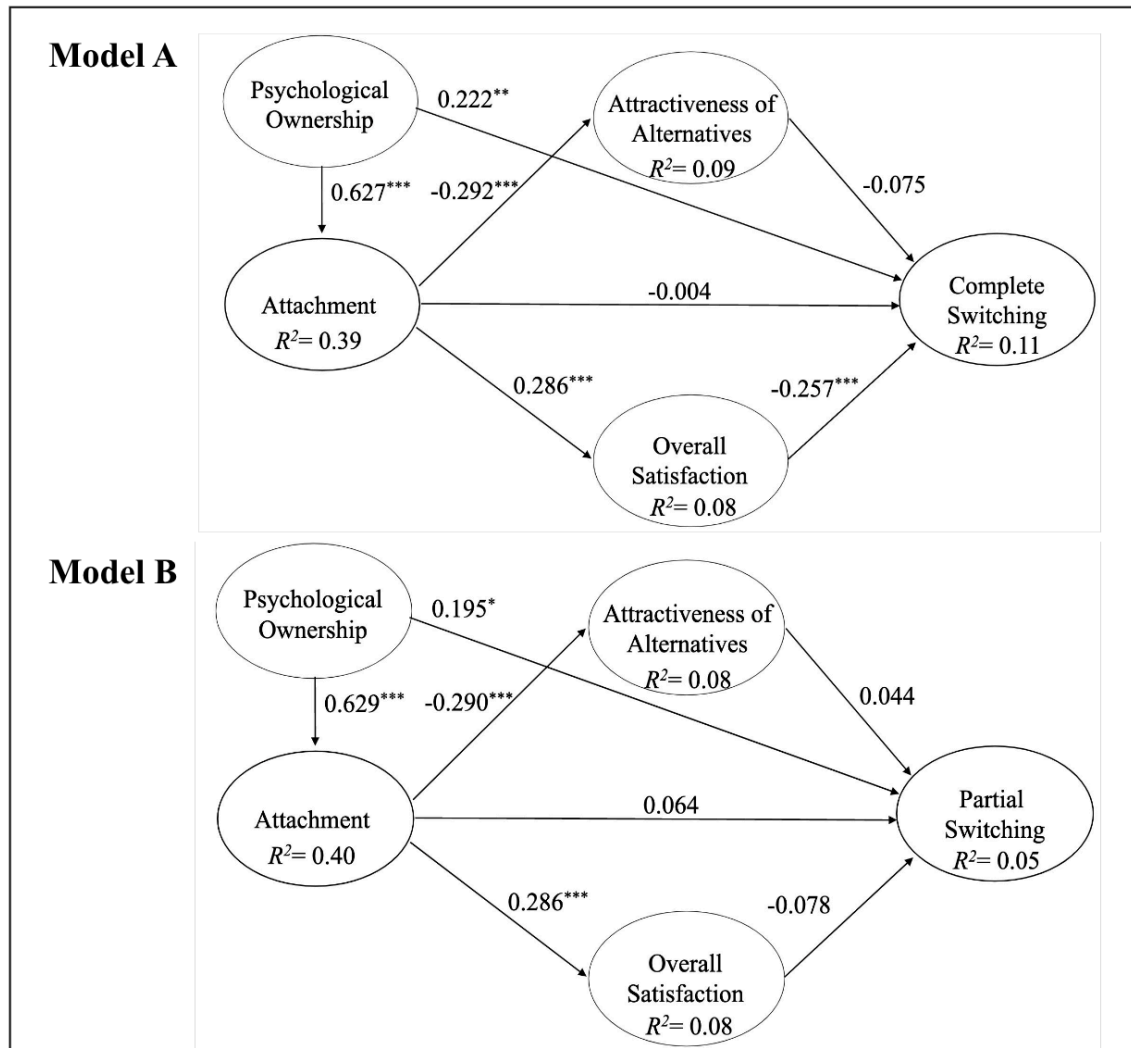 Model A
Psychological
Ownership
0.222**
Attractiveness of
Alternatives
R²= 0.09
0.627***
-0.292***
-0.075
Attachment
R²= 0.39
-0.004
Complete
Switching
R²= 0.11
0.286***
-0.257***
Overall
Satisfaction
R²= 0.08
Model B
Psychological
Ownership
0.195*
Attractiveness of
Alternatives
R²= 0.08
0.629***
-0.290***
0.044
Attachment
R²= 0.40
0.064
Partial
Switching
R²= 0.05
0.286***
-0.078
Overall
Satisfaction
R²= 0.08